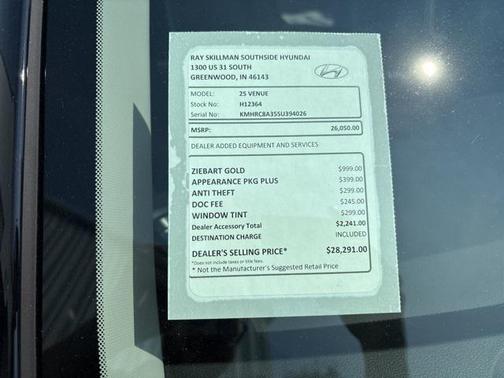 RAY SKILLMAN SOUTHSIDE HYUNDAI
1300 US 31 SOUTH
GREENWOOD, IN 46143
MODEL: 25 VENUE
Stock No: H12364
Serial No: KMHRC8A35SU394026
MSRP: 26,050.00
DEALER ADDED EQUIPMENT AND SERVICES
ZIEBART GOLD $999.00
APPEARANCE PKG PLUS $399.00
ANTI THEFT $299.00
DOC FEE $245.00
WINDOW TINT $299.00
Dealer Accessory Total $2,241.00
DESTINATION CHARGE INCLUDED
DEALER'S SELLING PRICE* $28,291.00
*Does not include taxes or title fees.
* Not the Manufacturer's Suggested Retail Price